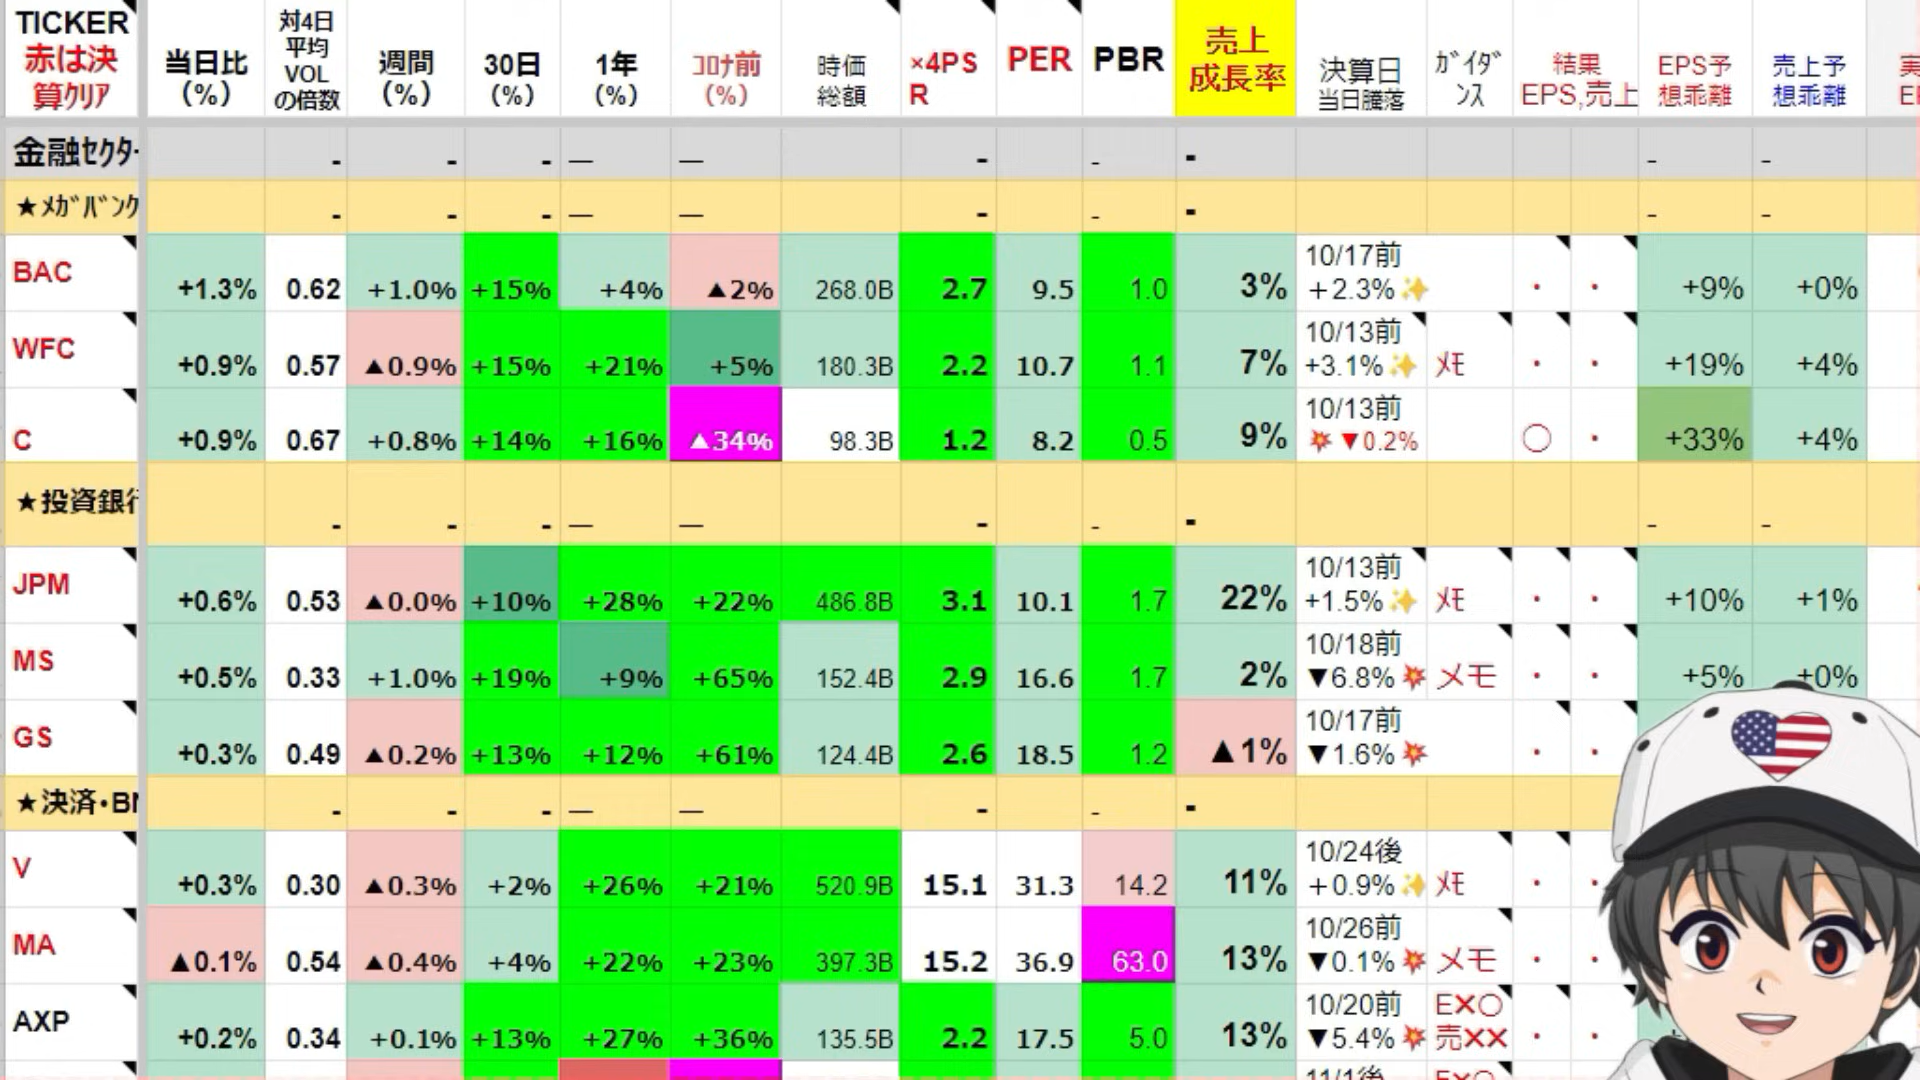 TICKER 赤は決算ｸﾘｱ 当日比(%) 対4日平均VOLの倍数 週間(%) 30日(%) 1年(%) ｺﾛﾅ前(%) 時価総額 ×4PSR PER PBR 売上成長率 決算日当日騰落 ｶﾞｲﾀﾞﾝｽ 結果EPS,売上 EPS予想乖離 売上予想乖離
金融ｾｸﾀ- - - - — — - - - - -
★ﾒｶﾞﾊﾞﾝｸ - - - — — - - - - -
BAC +1.3% 0.62 +1.0% +15% +4% ▲2% 268.0B 2.7 9.5 1.0 3% 10/17前 +2.3%✨ ・ ・ +9% +0%
WFC +0.9% 0.57 ▲0.9% +15% +21% +5% 180.3B 2.2 10.7 1.1 7% 10/13前 +3.1%✨ ﾒﾓ ・ ・ +19% +4%
C +0.9% 0.67 +0.8% +14% +16% ▲34% 98.3B 1.2 8.2 0.5 9% 10/13前 💥▼0.2% ○ ・ +33% +4%
★投資銀行 - - - — — - - - - -
JPM +0.6% 0.53 ▲0.0% +10% +28% +22% 486.8B 3.1 10.1 1.7 22% 10/13前 +1.5%✨ ﾒﾓ ・ ・ +10% +1%
MS +0.5% 0.33 +1.0% +19% +9% +65% 152.4B 2.9 16.6 1.7 2% 10/18前 ▼6.8%💥 メモ ・ ・ +5% +0%
GS +0.3% 0.49 ▲0.2% +13% +12% +61% 124.4B 2.6 18.5 1.2 ▲1% 10/17前 ▼1.6%💥 ・ ・
★決済・ - - - — — - - -
V +0.3% 0.30 ▲0.3% +2% +26% +21% 520.9B 15.1 31.3 14.2 11% 10/24後 +0.9%✨ ﾒﾓ ・ ・
MA ▲0.1% 0.54 ▲0.4% +4% +22% +23% 397.3B 15.2 36.9 63.0 13% 10/26前 ▼0.1%💥 メモ ・ ・
AXP +0.2% 0.34 +0.1% +13% +27% +36% 135.5B 2.2 17.5 5.0 13% 10/20前 ▼5.4%💥 E×○ 売×× ・ ・